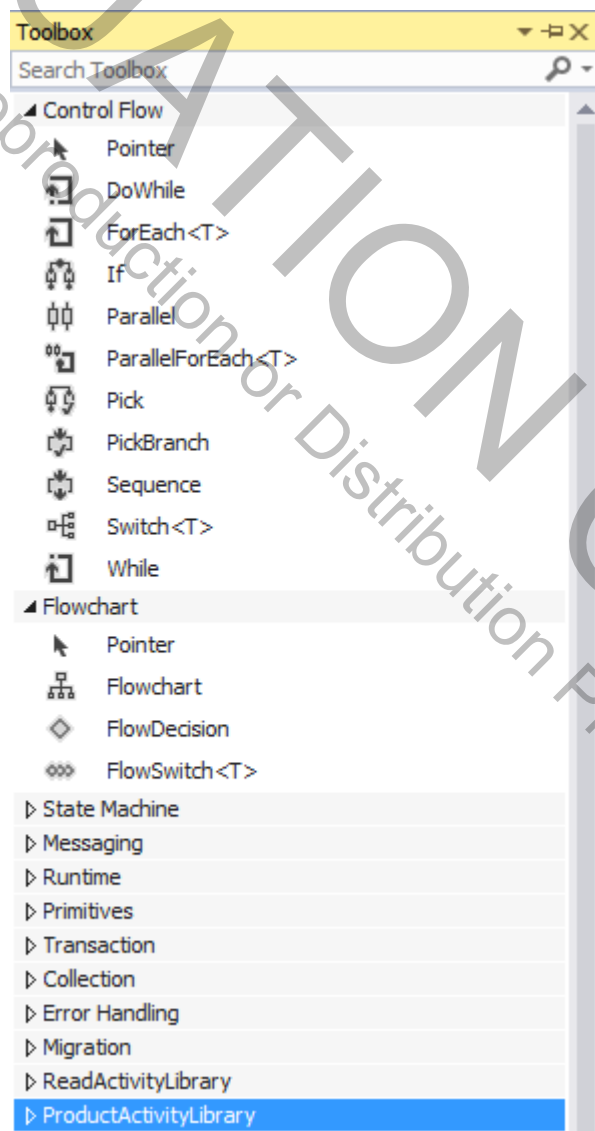 Toolbox
Search Toolbox
Control Flow
Pointer
DoWhile
ForEach<T>
If
Parallel
ParallelForEach<T>
Pick
PickBranch
Sequence
Switch<T>
While
Flowchart
Pointer
Flowchart
FlowDecision
FlowSwitch<T>
State Machine
Messaging
Runtime
Primitives
Transaction
Collection
Error Handling
Migration
ReadActivityLibrary
ProductActivityLibrary
or Distribution